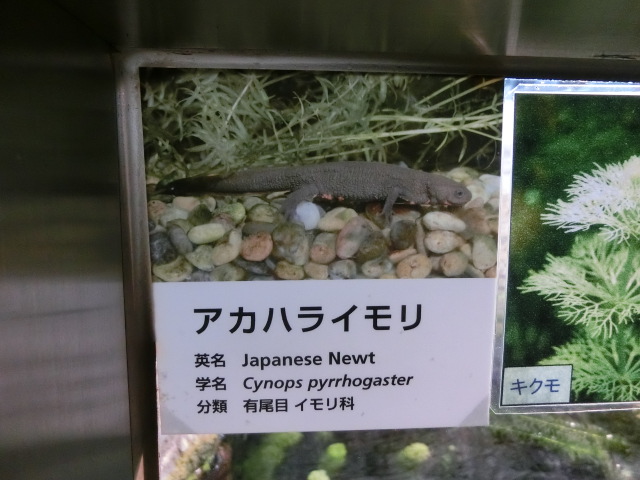 アカハライモリ
英名 Japanese Newt
学名 Cynops pyrrhogaster
分類 有尾目 イモリ科
キクモ